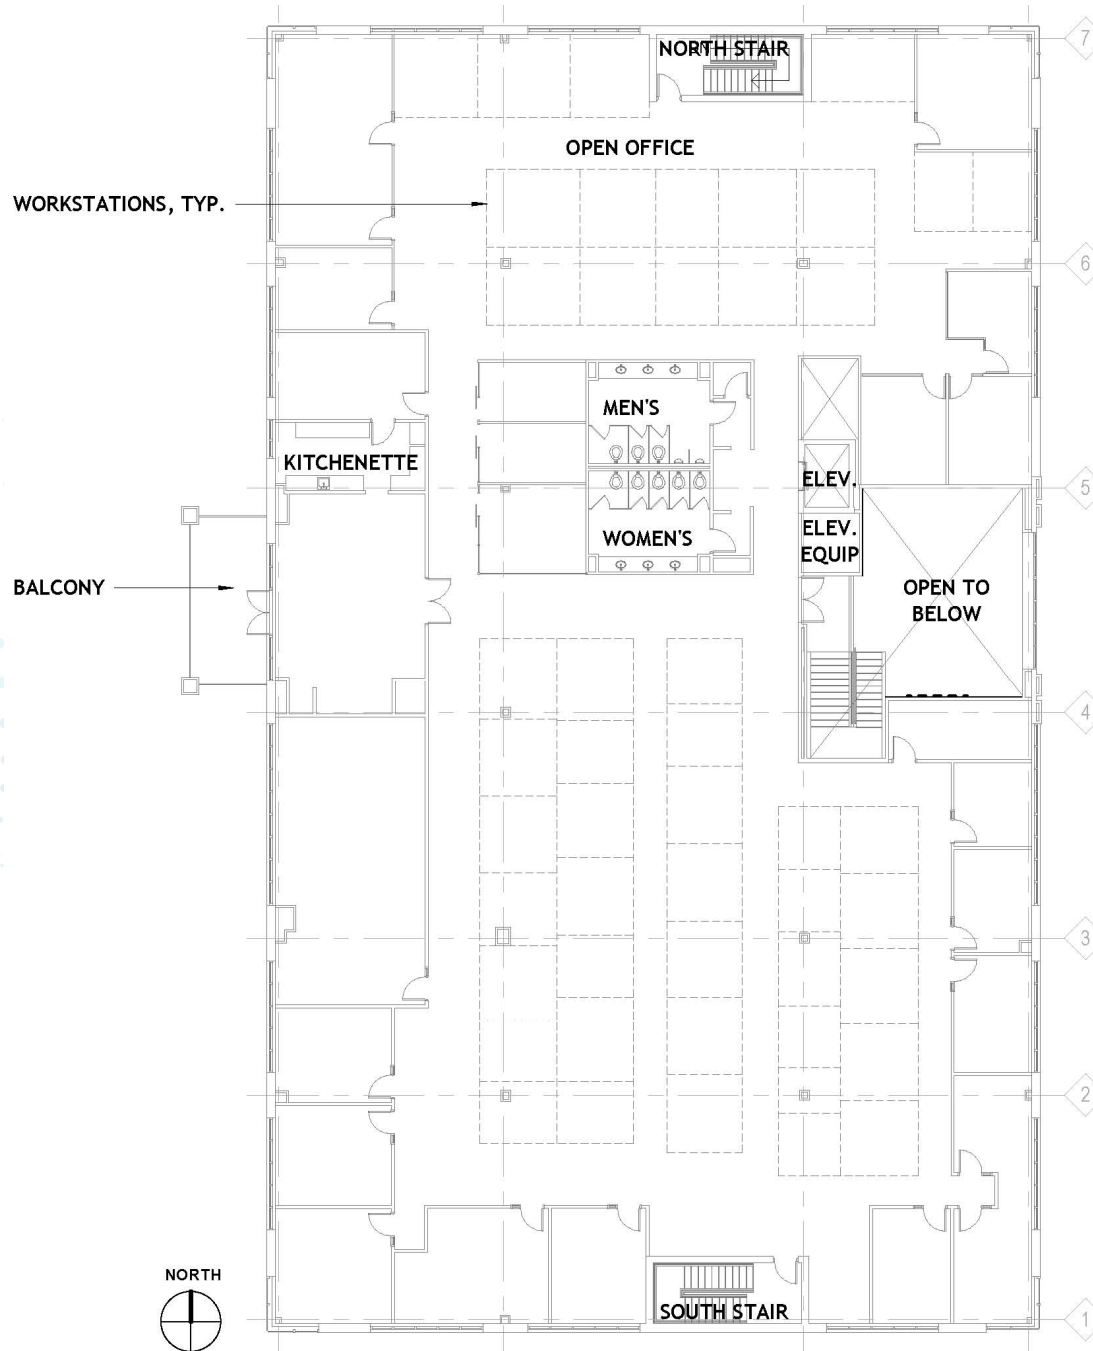 NORTH STAIR
7
OPEN OFFICE
WORKSTATIONS, TYP.
6
MEN'S
KITCHENETTE
ELEV.
5
ELEV.
EQUIP
WOMEN'S
BALCONY
OPEN TO
BELOW
4
3
2
NORTH
SOUTH STAIR
1